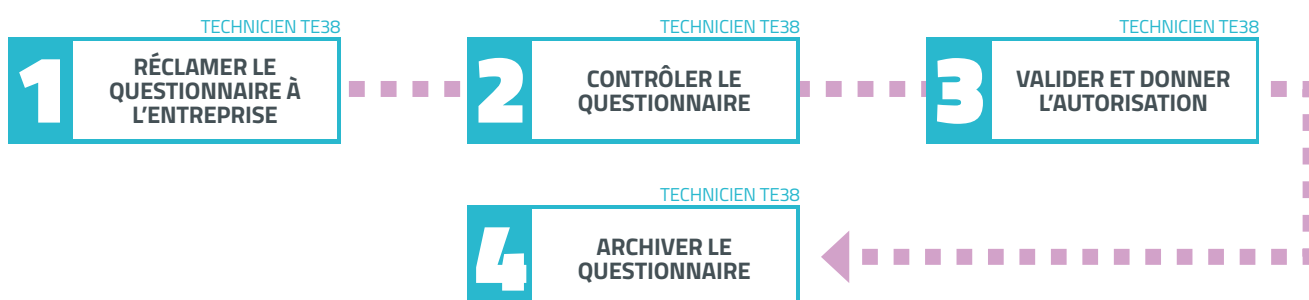 TECHNICIEN TE38
1
RÉCLAMER LE
QUESTIONNAIRE À
L'ENTREPRISE
TECHNICIEN TE38
2
CONTRÔLER LE
QUESTIONNAIRE
TECHNICIEN TE38
3
VALIDER ET DONNER
L'AUTORISATION
TECHNICIEN TE38
4
ARCHIVER LE
QUESTIONNAIRE